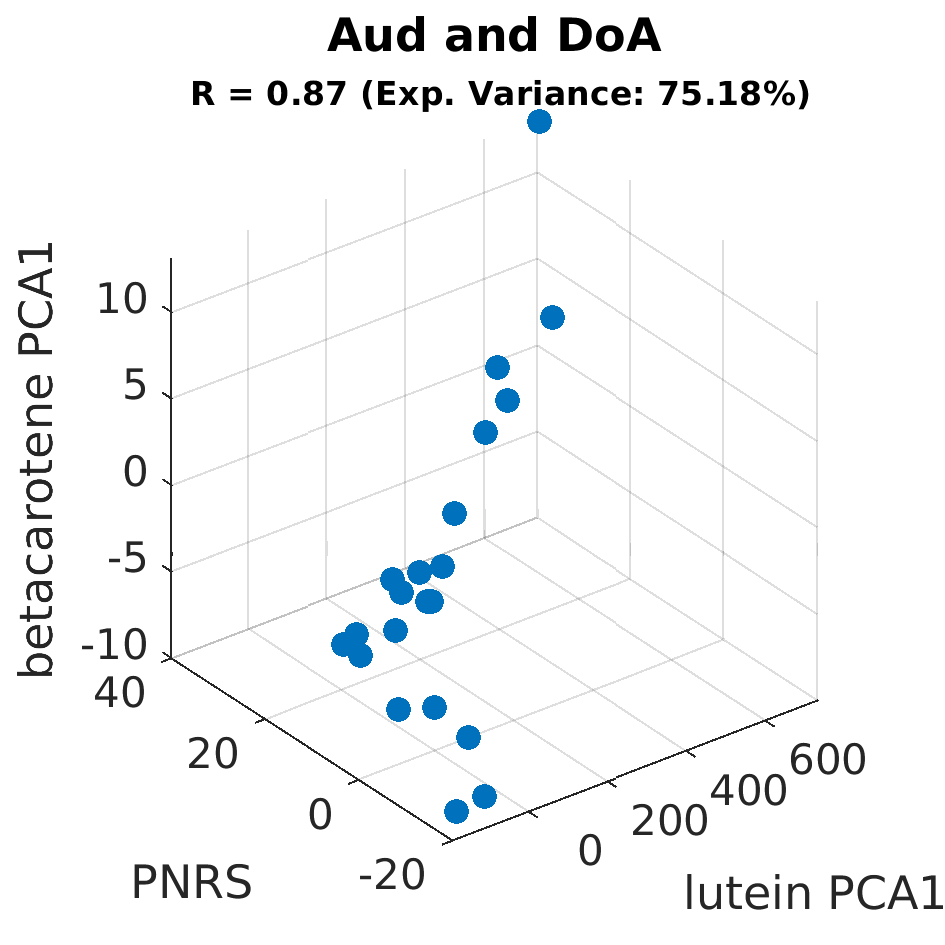 Aud and DoA
R = 0.87 (Exp. Variance: 75.18%)
betacarotene PCA1
10
5
0
-5
-10
40
20
0
-20
PNRS
0
200
400
600
lutein PCA1